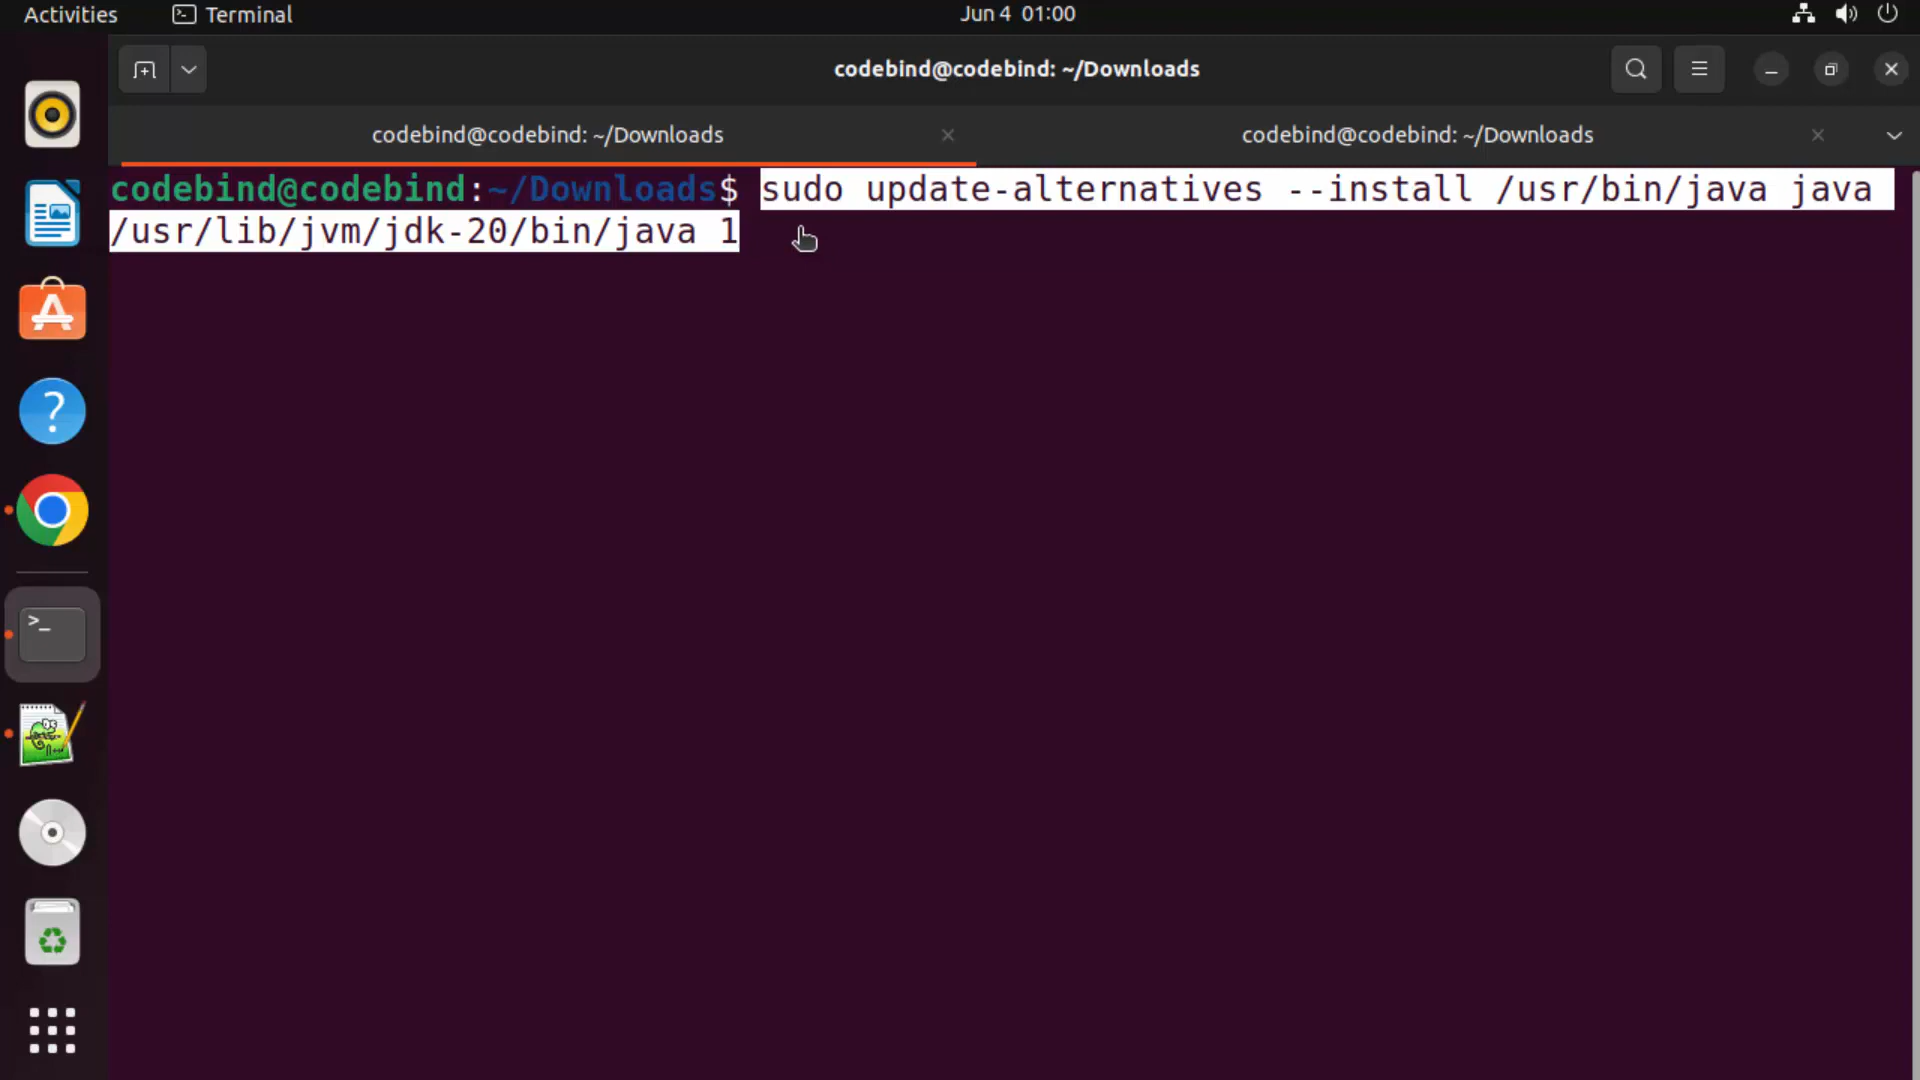 Activities
Terminal
Jun 4 01:00
codebind@codebind: ~/Downloads
codebind@codebind: ~/Downloads
codebind@codebind: ~/Downloads
codebind@codebind:~/Downloads$ sudo update-alternatives --install /usr/bin/java java
/usr/lib/jvm/jdk-20/bin/java 1